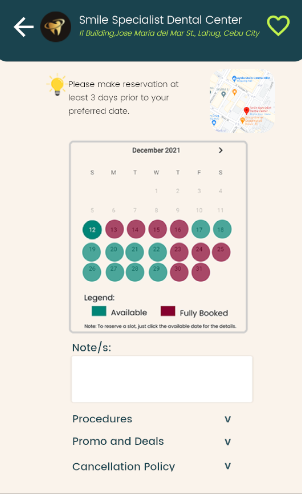 Smile Specialist Dental Center
11 Building,Jose Maria del Mar St., Lahug, Cebu City
Please make reservation at
least 3 days prior to your
preferred date.
December 2021 >
S M T W T F S
1 2 3 4
5 6 7 8 9 10 11
12 13 14 15 16 17 18
19 20 21 22 23 24 25
26 27 28 29 30 31
Legend:
Available Fully Booked
Note: To reserve a slot, just click the available date for the details.
Note/s:
Procedures v
Promo and Deals v
Cancellation Policy v